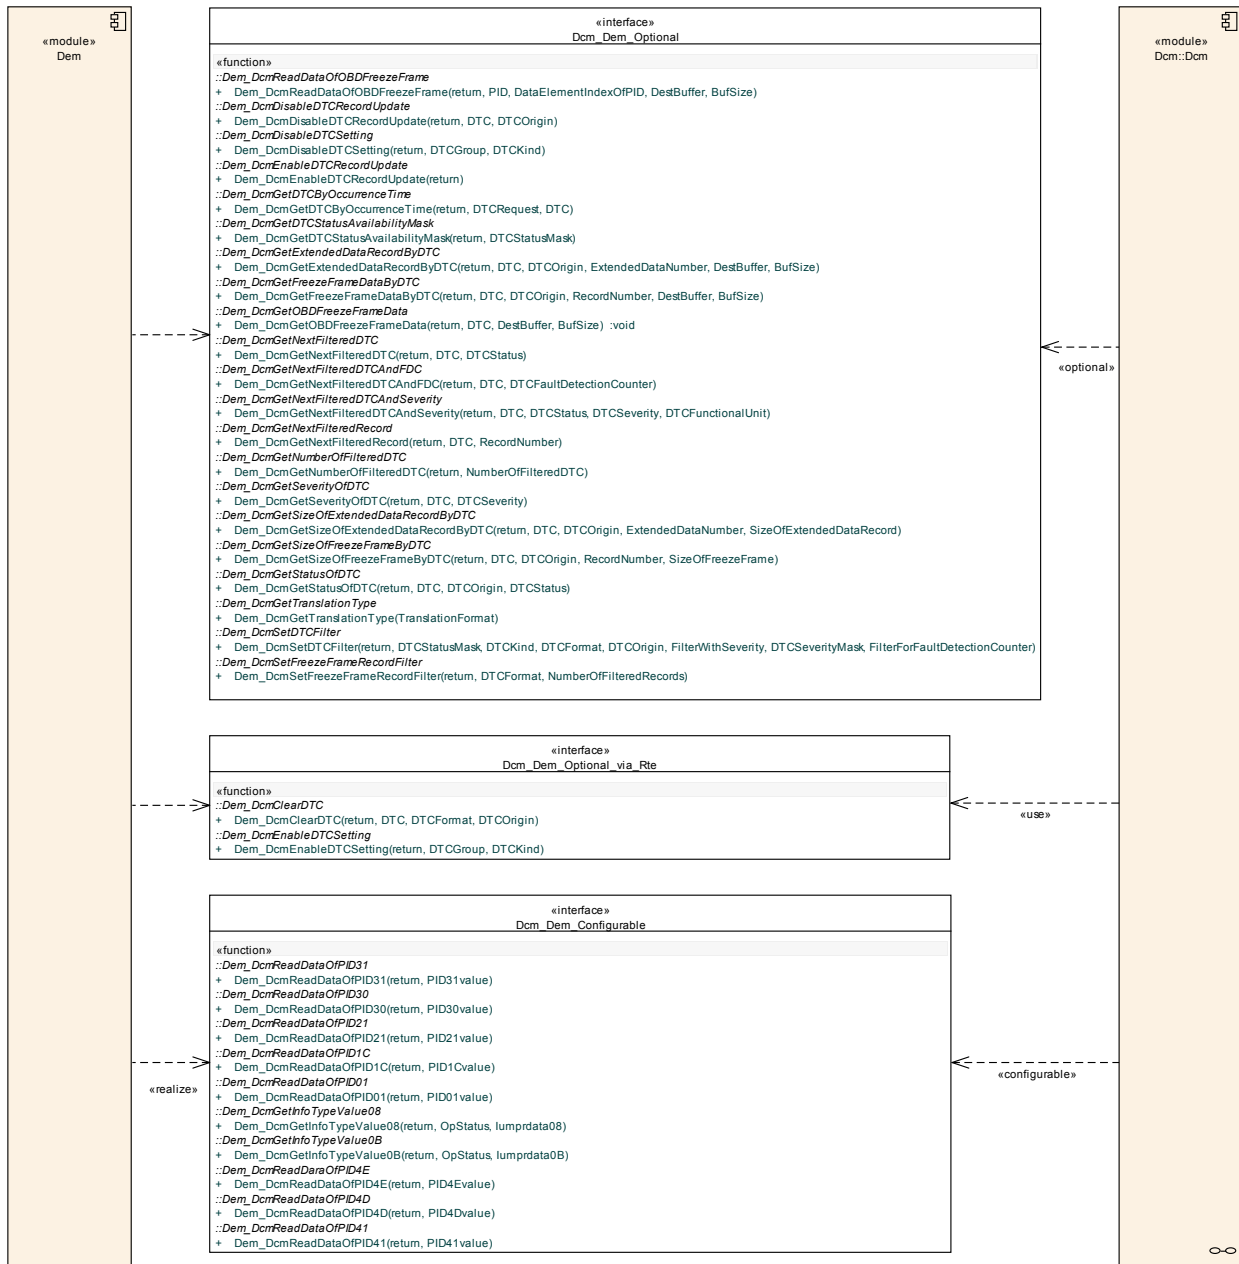 «module»
Dem
«interface»
Dcm_Dem_Optional
«function»
::Dem_DcmReadDataOfOBDFreezeFrame
+ Dem_DcmReadDataOfOBDFreezeFrame(return, PID, DataElementIndexOfPID, DestBuffer, BufSize)
::Dem_DcmDisableDTCRecordUpdate
+ Dem_DcmDisableDTCRecordUpdate(return, DTC, DTCOrigin)
::Dem_DcmDisableDTCSetting
+ Dem_DcmDisableDTCSetting(return, DTCGroup, DTCKind)
::Dem_DcmEnableDTCRecordUpdate
+ Dem_DcmEnableDTCRecordUpdate(return)
::Dem_DcmGetDTCByOccurrenceTime
+ Dem_DcmGetDTCByOccurrenceTime(return, DTCRequest, DTC)
::Dem_DcmGetDTCStatusAvailabilityMask
+ Dem_DcmGetDTCStatusAvailabilityMask(return, DTCStatusMask)
::Dem_DcmGetExtendedDataRecordByDTC
+ Dem_DcmGetExtendedDataRecordByDTC(return, DTC, DTCOrigin, ExtendedDataNumber, DestBuffer, BufSize)
::Dem_DcmGetFreezeFrameDataByDTC
+ Dem_DcmGetFreezeFrameDataByDTC(return, DTC, DTCOrigin, RecordNumber, DestBuffer, BufSize)
::Dem_DcmGetOBDFreezeFrameData
+ Dem_DcmGetOBDFreezeFrameData(return, DTC, DestBuffer, BufSize) :void
::Dem_DcmGetNextFilteredDTC
+ Dem_DcmGetNextFilteredDTC(return, DTC, DTCStatus)
::Dem_DcmGetNextFilteredDTCAndFDC
+ Dem_DcmGetNextFilteredDTCAndFDC(return, DTC, DTCFaultDetectionCounter)
::Dem_DcmGetNextFilteredDTCAndSeverity
+ Dem_DcmGetNextFilteredDTCAndSeverity(return, DTC, DTCStatus, DTCSeverity, DTCFunctionalUnit)
::Dem_DcmGetNextFilteredRecord
+ Dem_DcmGetNextFilteredRecord(return, DTC, RecordNumber)
::Dem_DcmGetNumberOfFilteredDTC
+ Dem_DcmGetNumberOfFilteredDTC(return, NumberOfFilteredDTC)
::Dem_DcmGetSeverityOfDTC
+ Dem_DcmGetSeverityOfDTC(return, DTC, DTCSeverity)
::Dem_DcmGetSizeOfExtendedDataRecordByDTC
+ Dem_DcmGetSizeOfExtendedDataRecordByDTC(return, DTC, DTCOrigin, ExtendedDataNumber, SizeOfExtendedDataRecord)
::Dem_DcmGetSizeOfFreezeFrameByDTC
+ Dem_DcmGetSizeOfFreezeFrameByDTC(return, DTC, DTCOrigin, RecordNumber, SizeOfFreezeFrame)
::Dem_DcmGetStatusOfDTC
+ Dem_DcmGetStatusOfDTC(return, DTC, DTCOrigin, DTCStatus)
::Dem_DcmGetTranslationType
+ Dem_DcmGetTranslationType(TranslationFormat)
::Dem_DcmSetDTCFilter
+ Dem_DcmSetDTCFilter(return, DTCStatusMask, DTCKind, DTCFormat, DTCOrigin, FilterWithSeverity, DTCSeverityMask, FilterForFaultDetectionCounter)
::Dem_DcmSetFreezeFrameRecordFilter
+ Dem_DcmSetFreezeFrameRecordFilter(return, DTCFormat, NumberOfFilteredRecords)
«module»
Dcm::Dcm
«optional»
«interface»
Dcm_Dem_Optional_via_Rte
«function»
::Dem_DcmClearDTC
+ Dem_DcmClearDTC(return, DTC, DTCFormat, DTCOrigin)
::Dem_DcmEnableDTCSetting
+ Dem_DcmEnableDTCSetting(return, DTCGroup, DTCKind)
«use»
«interface»
Dcm_Dem_Configurable
«function»
::Dem_DcmReadDataOfPID31
+ Dem_DcmReadDataOfPID31(return, PID31value)
::Dem_DcmReadDataOfPID30
+ Dem_DcmReadDataOfPID30(return, PID30value)
::Dem_DcmReadDataOfPID21
+ Dem_DcmReadDataOfPID21(return, PID21value)
::Dem_DcmReadDataOfPID1C
+ Dem_DcmReadDataOfPID1C(return, PID1Cvalue)
::Dem_DcmReadDataOfPID01
+ Dem_DcmReadDataOfPID01(return, PID01value)
::Dem_DcmGetInfoTypeValue08
+ Dem_DcmGetInfoTypeValue08(return, OpStatus, Iumprdata08)
::Dem_DcmGetInfoTypeValue0B
+ Dem_DcmGetInfoTypeValue0B(return, OpStatus, Iumprdata0B)
::Dem_DcmReadDaraOfPID4E
+ Dem_DcmReadDataOfPID4E(return, PID4Evalue)
::Dem_DcmReadDataOfPID4D
+ Dem_DcmReadDataOfPID4D(return, PID4Dvalue)
::Dem_DcmReadDataOfPID41
+ Dem_DcmReadDataOfPID41(return, PID41value)
«realize»
«configurable»